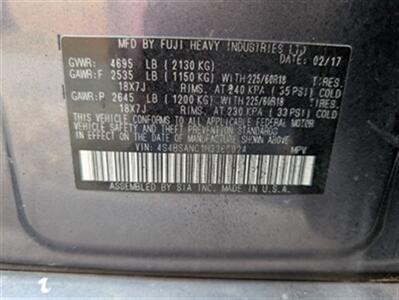 MFD BY FUJI HEAVY INDUSTRIES LTD.
GVWR: 4695 LB (2130 KG) DATE: 02/17
GAWR:F 2535 LB (1150 KG) WITH 225/60R18 TIRES,
18X7J RIMS, AT 240 KPA (35 PSI) COLD
GAWR:R 2645 LB (1200 KG) WITH 225/60R18 TIRES,
18X7J RIMS, AT 230 KPA (33 PSI) COLD
THIS VEHICLE CONFORMS TO ALL APPLICABLE FEDERAL MOTOR
VEHICLE SAFETY AND THEFT PREVENTION STANDARDS IN EFFECT
ON THE DATE OF MANUFACTURE SHOWN ABOVE.
VIN: MPV
ASSEMBLED BY SIA INC, MADE IN U.S.A.